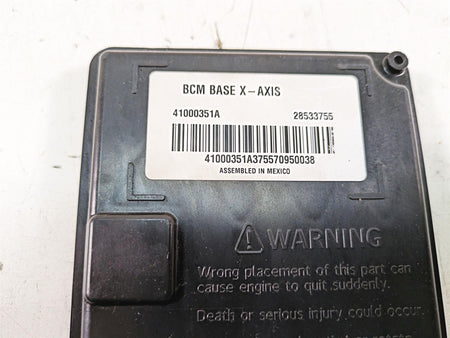 BCM BASE X-AXIS
41000351A 28533755
41000351A375570950038
ASSEMBLED IN MEXICO
⚠ WARNING
Wrong placement of this part can
cause engine to quit suddenly.
Death or serious injury could occur.